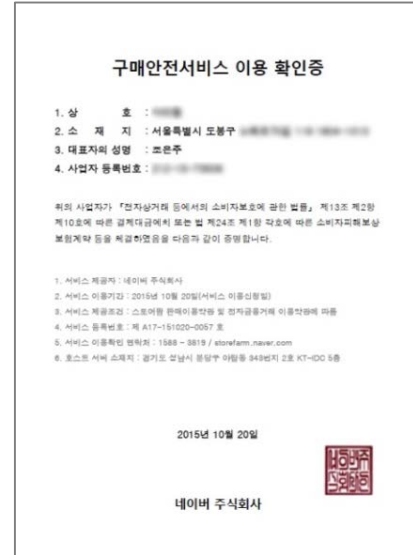 구매안전서비스 이용 확인증
1. 상 호 :
2. 소 재 지 : 서울특별시 도봉구
3. 대표자의 성명 : 조은주
4. 사업자 등록번호 :
위의 사업자가 『전자상거래 등에서의 소비자보호에 관한 법률』 제13조 제2항
제10호에 따른 결제대금예치 또는 법 제24조 제1항 각호에 따른 소비자피해보상
보험계약 등을 체결하였음을 다음과 같이 증명합니다.
1. 서비스 제공자 : 네이버 주식회사
2. 서비스 이용기간 : 2015년 10월 20일(서비스 이용신청일)
3. 서비스 제공조건 : 스토어팜 판매이용약관 및 전자금융거래 이용약관에 따름
4. 서비스 등록번호 : 제 A17-151020-0057 호
5. 서비스 이용확인 연락처 : 1588 - 3819 / storefarm.naver.com
6. 호스트 서버 소재지 : 경기도 성남시 분당구 야탑동 343번지 2호 KT-IDC 5층
2015년 10월 20일
네이버 주식회사